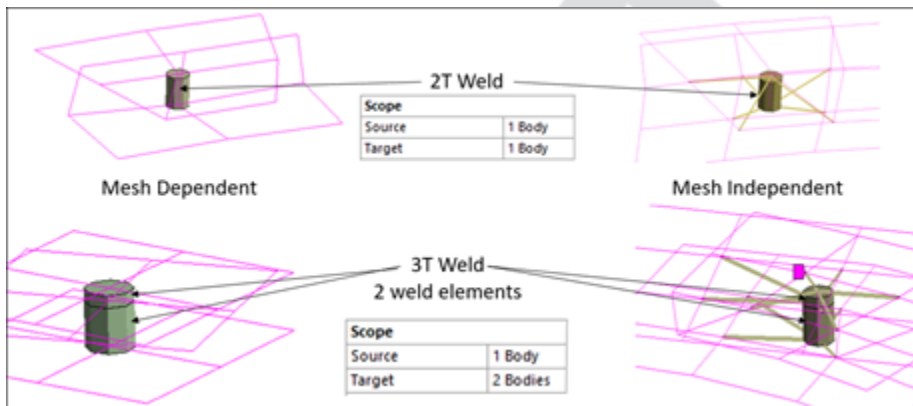 2T Weld
Scope
Source 1 Body
Target 1 Body
Mesh Dependent
Mesh Independent
3T Weld
2 weld elements
Scope
Source 1 Body
Target 2 Bodies